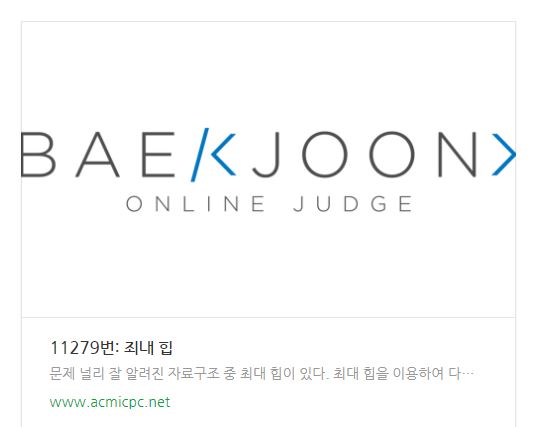 BAEKJOON>
ONLINE JUDGE
11279번: 최대 힙
문제 널리 잘 알려진 자료구조 중 최대 힙이 있다. 최대 힙을 이용하여 다…
www.acmicpc.net